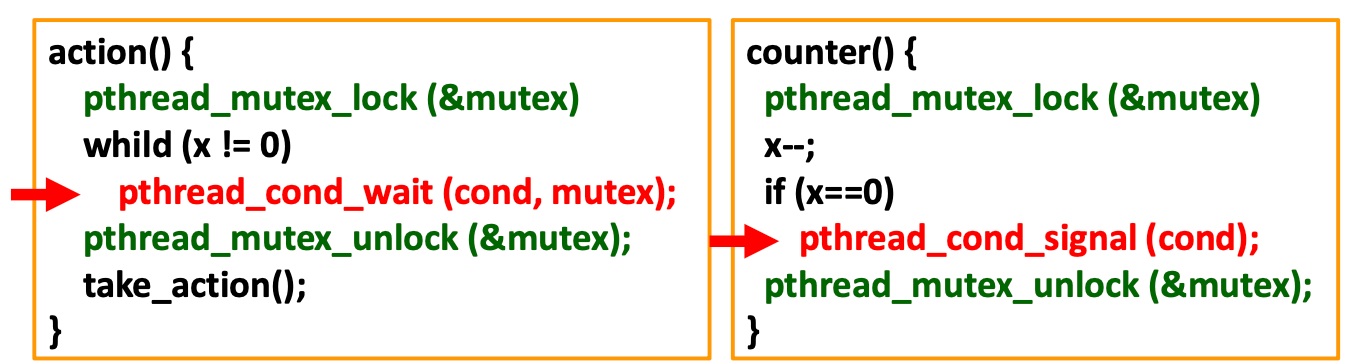 action() {
pthread_mutex_lock (&mutex)
whild (x != 0)
pthread_cond_wait (cond, mutex);
pthread_mutex_unlock (&mutex);
take_action();
}
counter() {
pthread_mutex_lock (&mutex)
x--;
if (x==0)
pthread_cond_signal (cond);
pthread_mutex_unlock (&mutex);
}